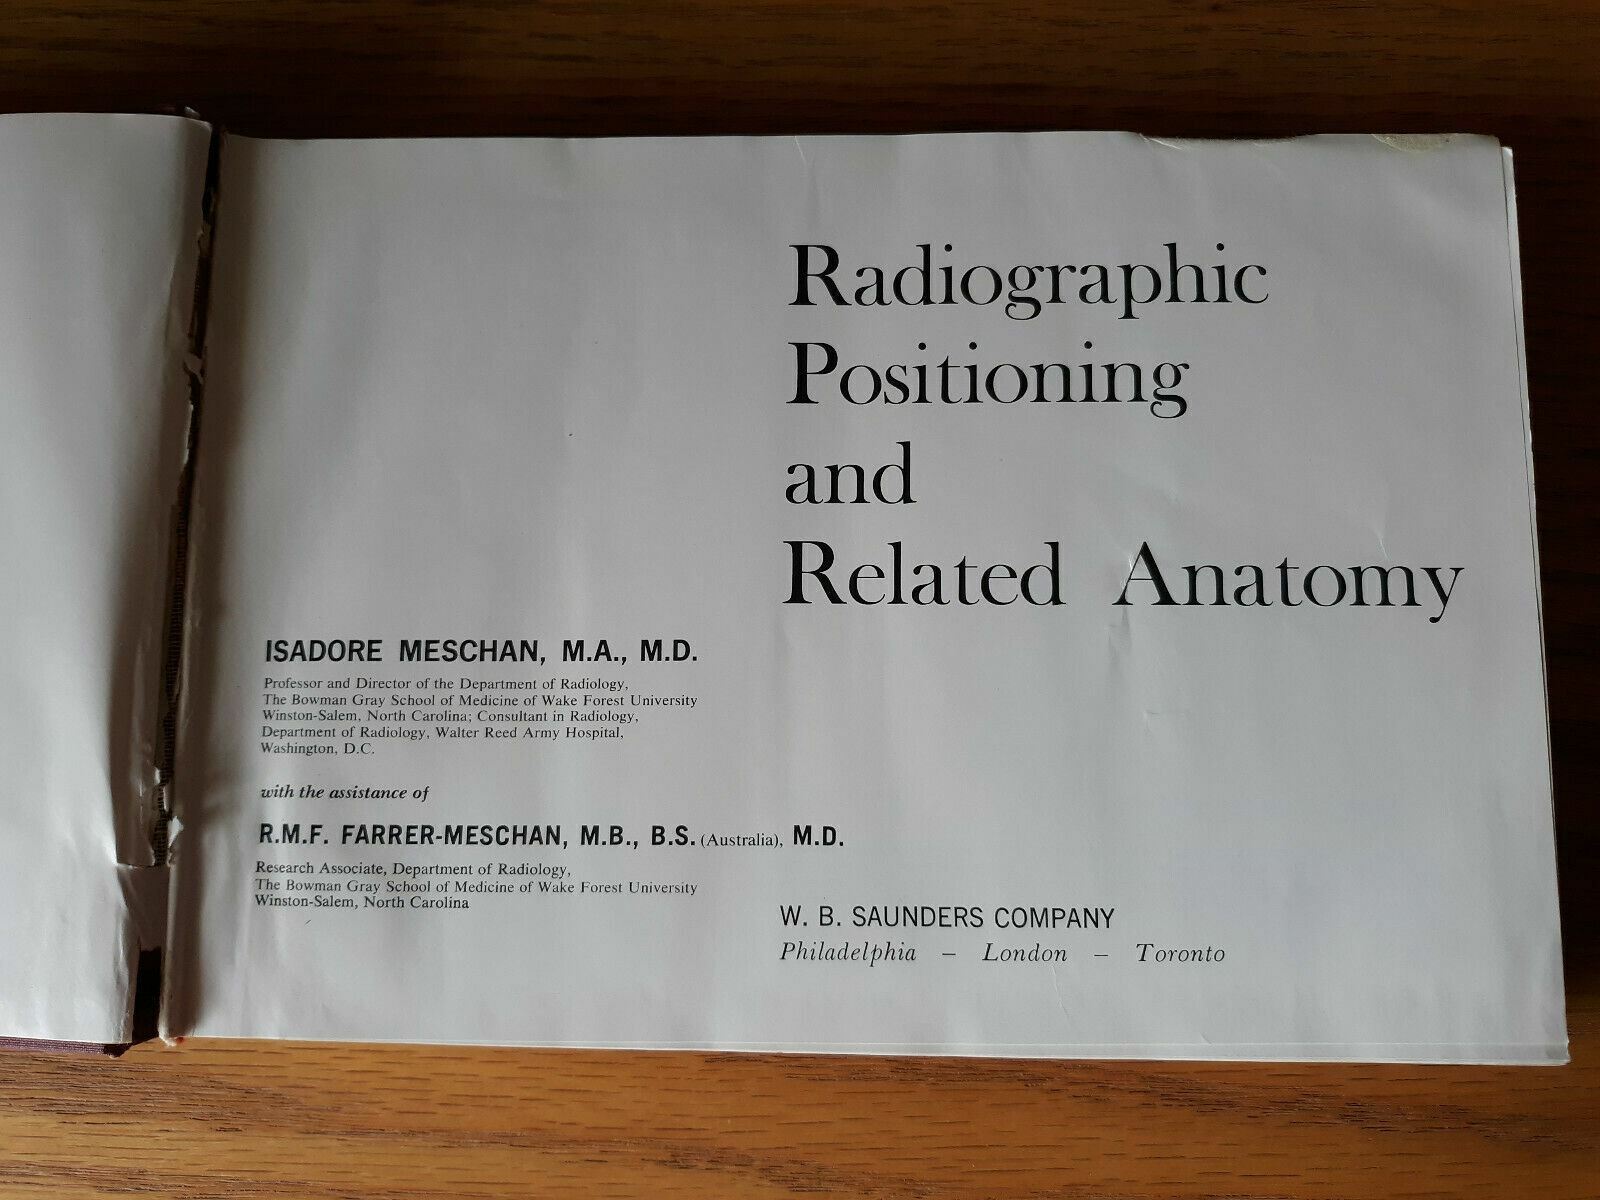 Radiographic
Positioning
and
Related Anatomy
ISADORE MESCHAN, M.A., M.D.
Professor and Director of the Department of Radiology,
The Bowman Gray School of Medicine of Wake Forest University
Winston-Salem, North Carolina; Consultant in Radiology,
Department of Radiology, Walter Reed Army Hospital,
Washington, D.C.
with the assistance of
R.M.F. FARRER-MESCHAN, M.B., B.S. (Australia), M.D.
Research Associate, Department of Radiology,
The Bowman Gray School of Medicine of Wake Forest University
Winston-Salem, North Carolina
W. B. SAUNDERS COMPANY
Philadelphia – London – Toronto